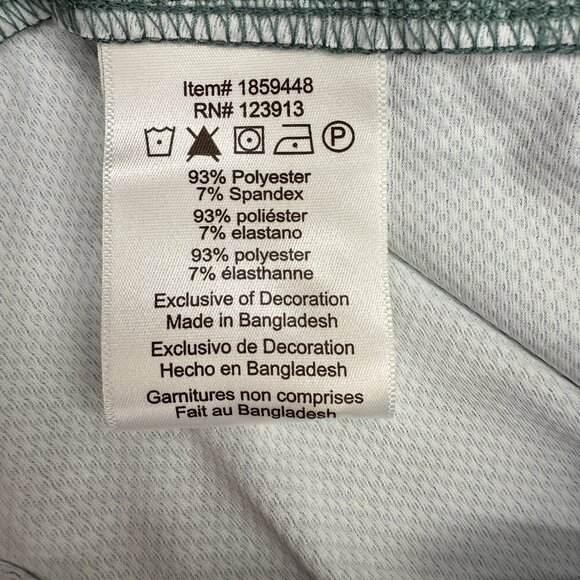 Item# 1859448
RN# 123913
P
93% Polyester
7% Spandex
93% poliéster
7% elastano
93% polyester
7% élasthanne
Exclusive of Decoration
Made in Bangladesh
Exclusivo de Decoration
Hecho en Bangladesh
Garnitures non comprises
Fait au Bangladesh